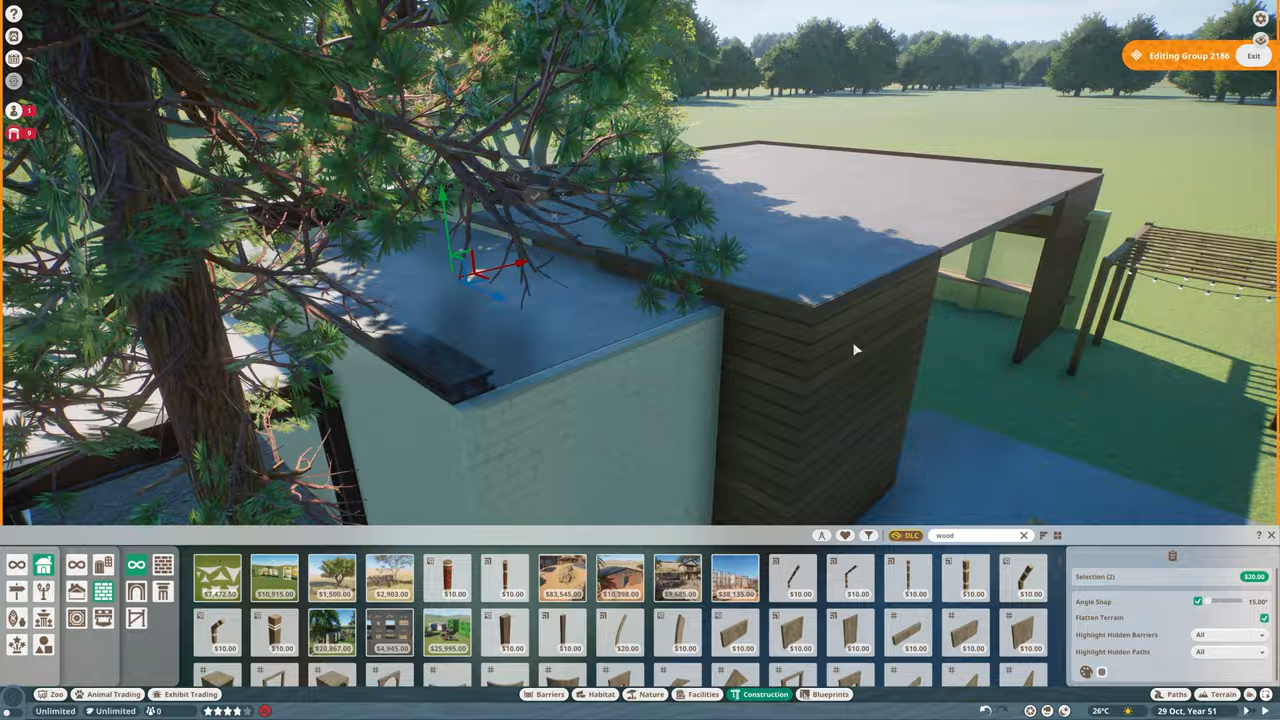 Editing Group 2186
Exit
1
9
DLC
wood
?
$7,472.50
$10,915.00
$1,500.00
$2,903.00
$10.00
$10.00
$83,545.00
$10,398.00
$9,685.00
$38,135.00
$10.00
$10.00
$10.00
$10.00
$10.00
$10.00
$10.00
$20,867.00
$4,945.00
$25,995.00
$10.00
$10.00
$20.00
$10.00
$10.00
$10.00
$10.00
$10.00
$10.00
$10.00
Selection (2)
$20.00
Angle Snap
15.00°
Flatten Terrain
Highlight Hidden Barriers
All
Highlight Hidden Paths
All
Zoo
Animal Trading
Exhibit Trading
Barriers
Habitat
Nature
Facilities
Construction
Blueprints
Paths
Terrain
Unlimited
Unlimited
0
26°C
29 Oct, Year 51